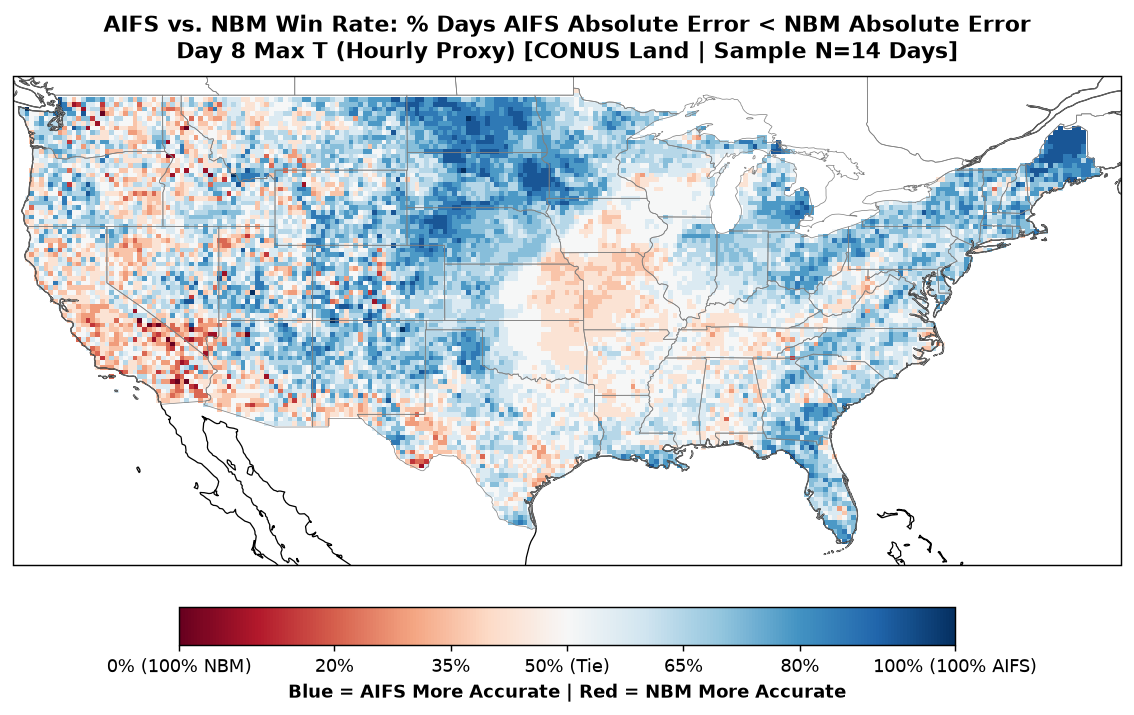 AIFS vs. NBM Win Rate: % Days AIFS Absolute Error < NBM Absolute Error
Day 8 Max T (Hourly Proxy) [CONUS Land | Sample N=14 Days]
0% (100% NBM) 20% 35% 50% (Tie) 65% 80% 100% (100% AIFS)
Blue = AIFS More Accurate | Red = NBM More Accurate